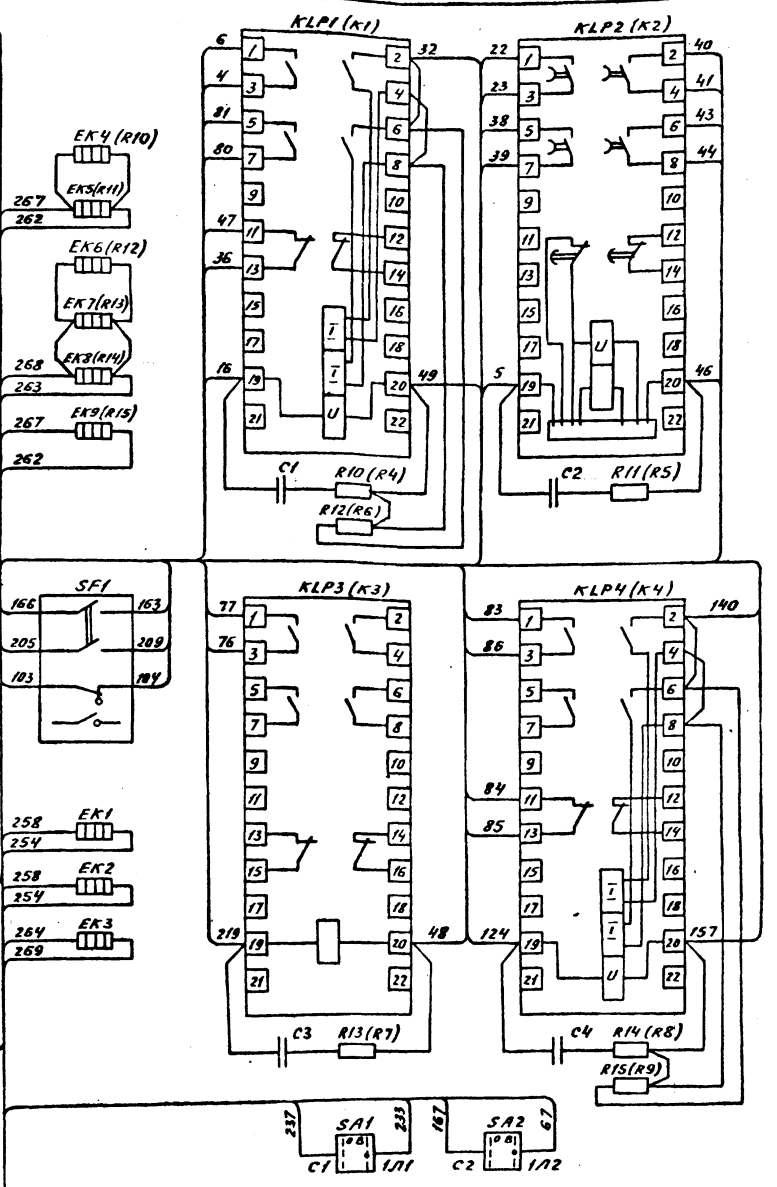 KLP1 (K1)
KLP2 (K2)
6 1 2 32 22 1 2 40
4 3 4 23 3 4 41
81 5 6 38 5 6 43
80 7 8 39 7 8 44
EK4 (R10)
EK5(R11)
267
262
9 10 9 10
47 11 12 11 12
36 13 14 13 14
EK6 (R12)
EK7(R13)
15 16 15 16
I
17 18 17 18
U
EK8(R14)
268
263
I
16 19 20 49 5 19 20 46
U
21 22 21 22
EK9(R15)
267
262
C1 R10(R4) C2 R11(R5)
R12(R6)
SF1
KLP3 (K3)
KLP4 (K4)
166 163 77 1 2 83 1 2 140
205 209 76 3 4 86 3 4
103 104 5 6 5 6
7 8 7 8
9 10 9 10
11 12 84 11 12
13 14 85 13 14
15 16 15 16
I
17 18 17 18
I
219 19 20 48 124 19 20 157
U
21 22 21 22
EK1
258
254
EK2
258
254
EK3
264
269
C3 R13(R7) C4 R14(R8)
R15(R9)
237 SA1 233 167 SA2 67
О В О В
C1 1Л1 C2 1Л2